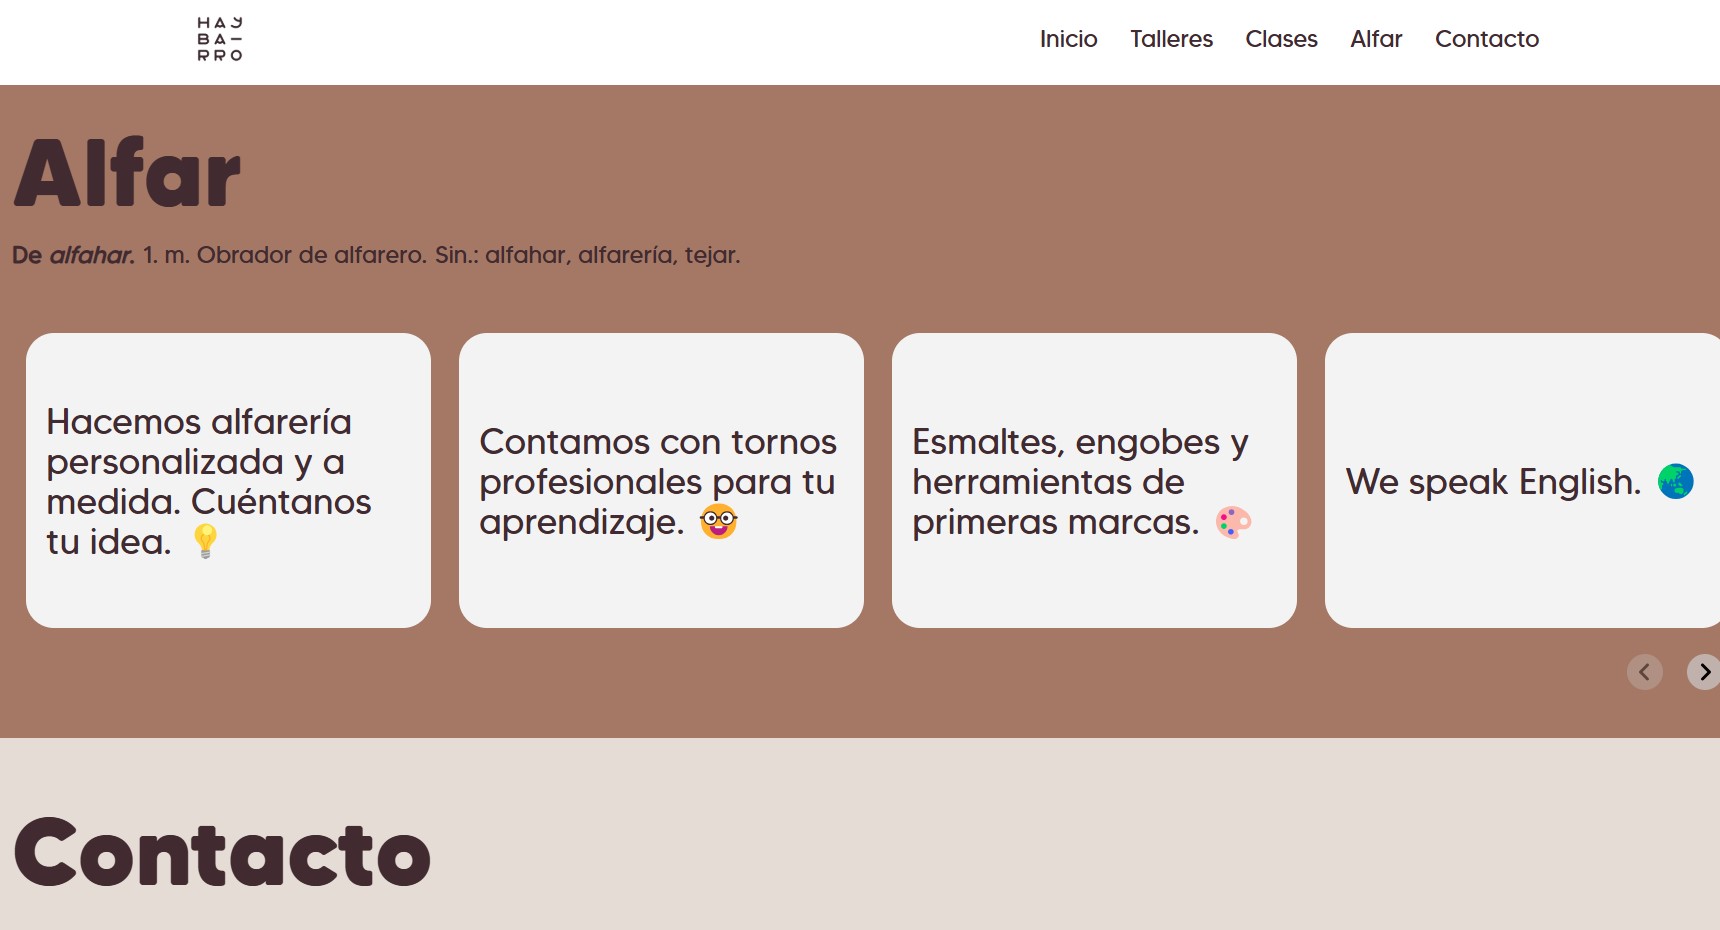 HAY
BA–
RRO
Inicio Talleres Clases Alfar Contacto
Alfar
De alfahar. 1. m. Obrador de alfarero. Sin.: alfahar, alfarería, tejar.
Hacemos alfarería
personalizada y a
medida. Cuéntanos
tu idea. 💡
Contamos con tornos
profesionales para tu
aprendizaje. 🤓
Esmaltes, engobes y
herramientas de
primeras marcas. 🎨
We speak English. 🌏
Contacto